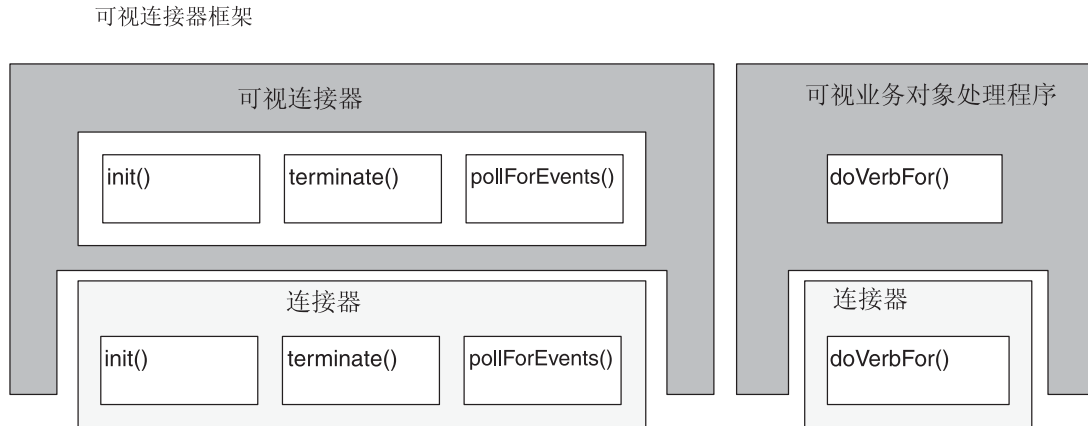 可视连接器框架
可视连接器
init()
terminate()
pollForEvents()
连接器
init()
terminate()
pollForEvents()
可视业务对象处理程序
doVerbFor()
连接器
doVerbFor()